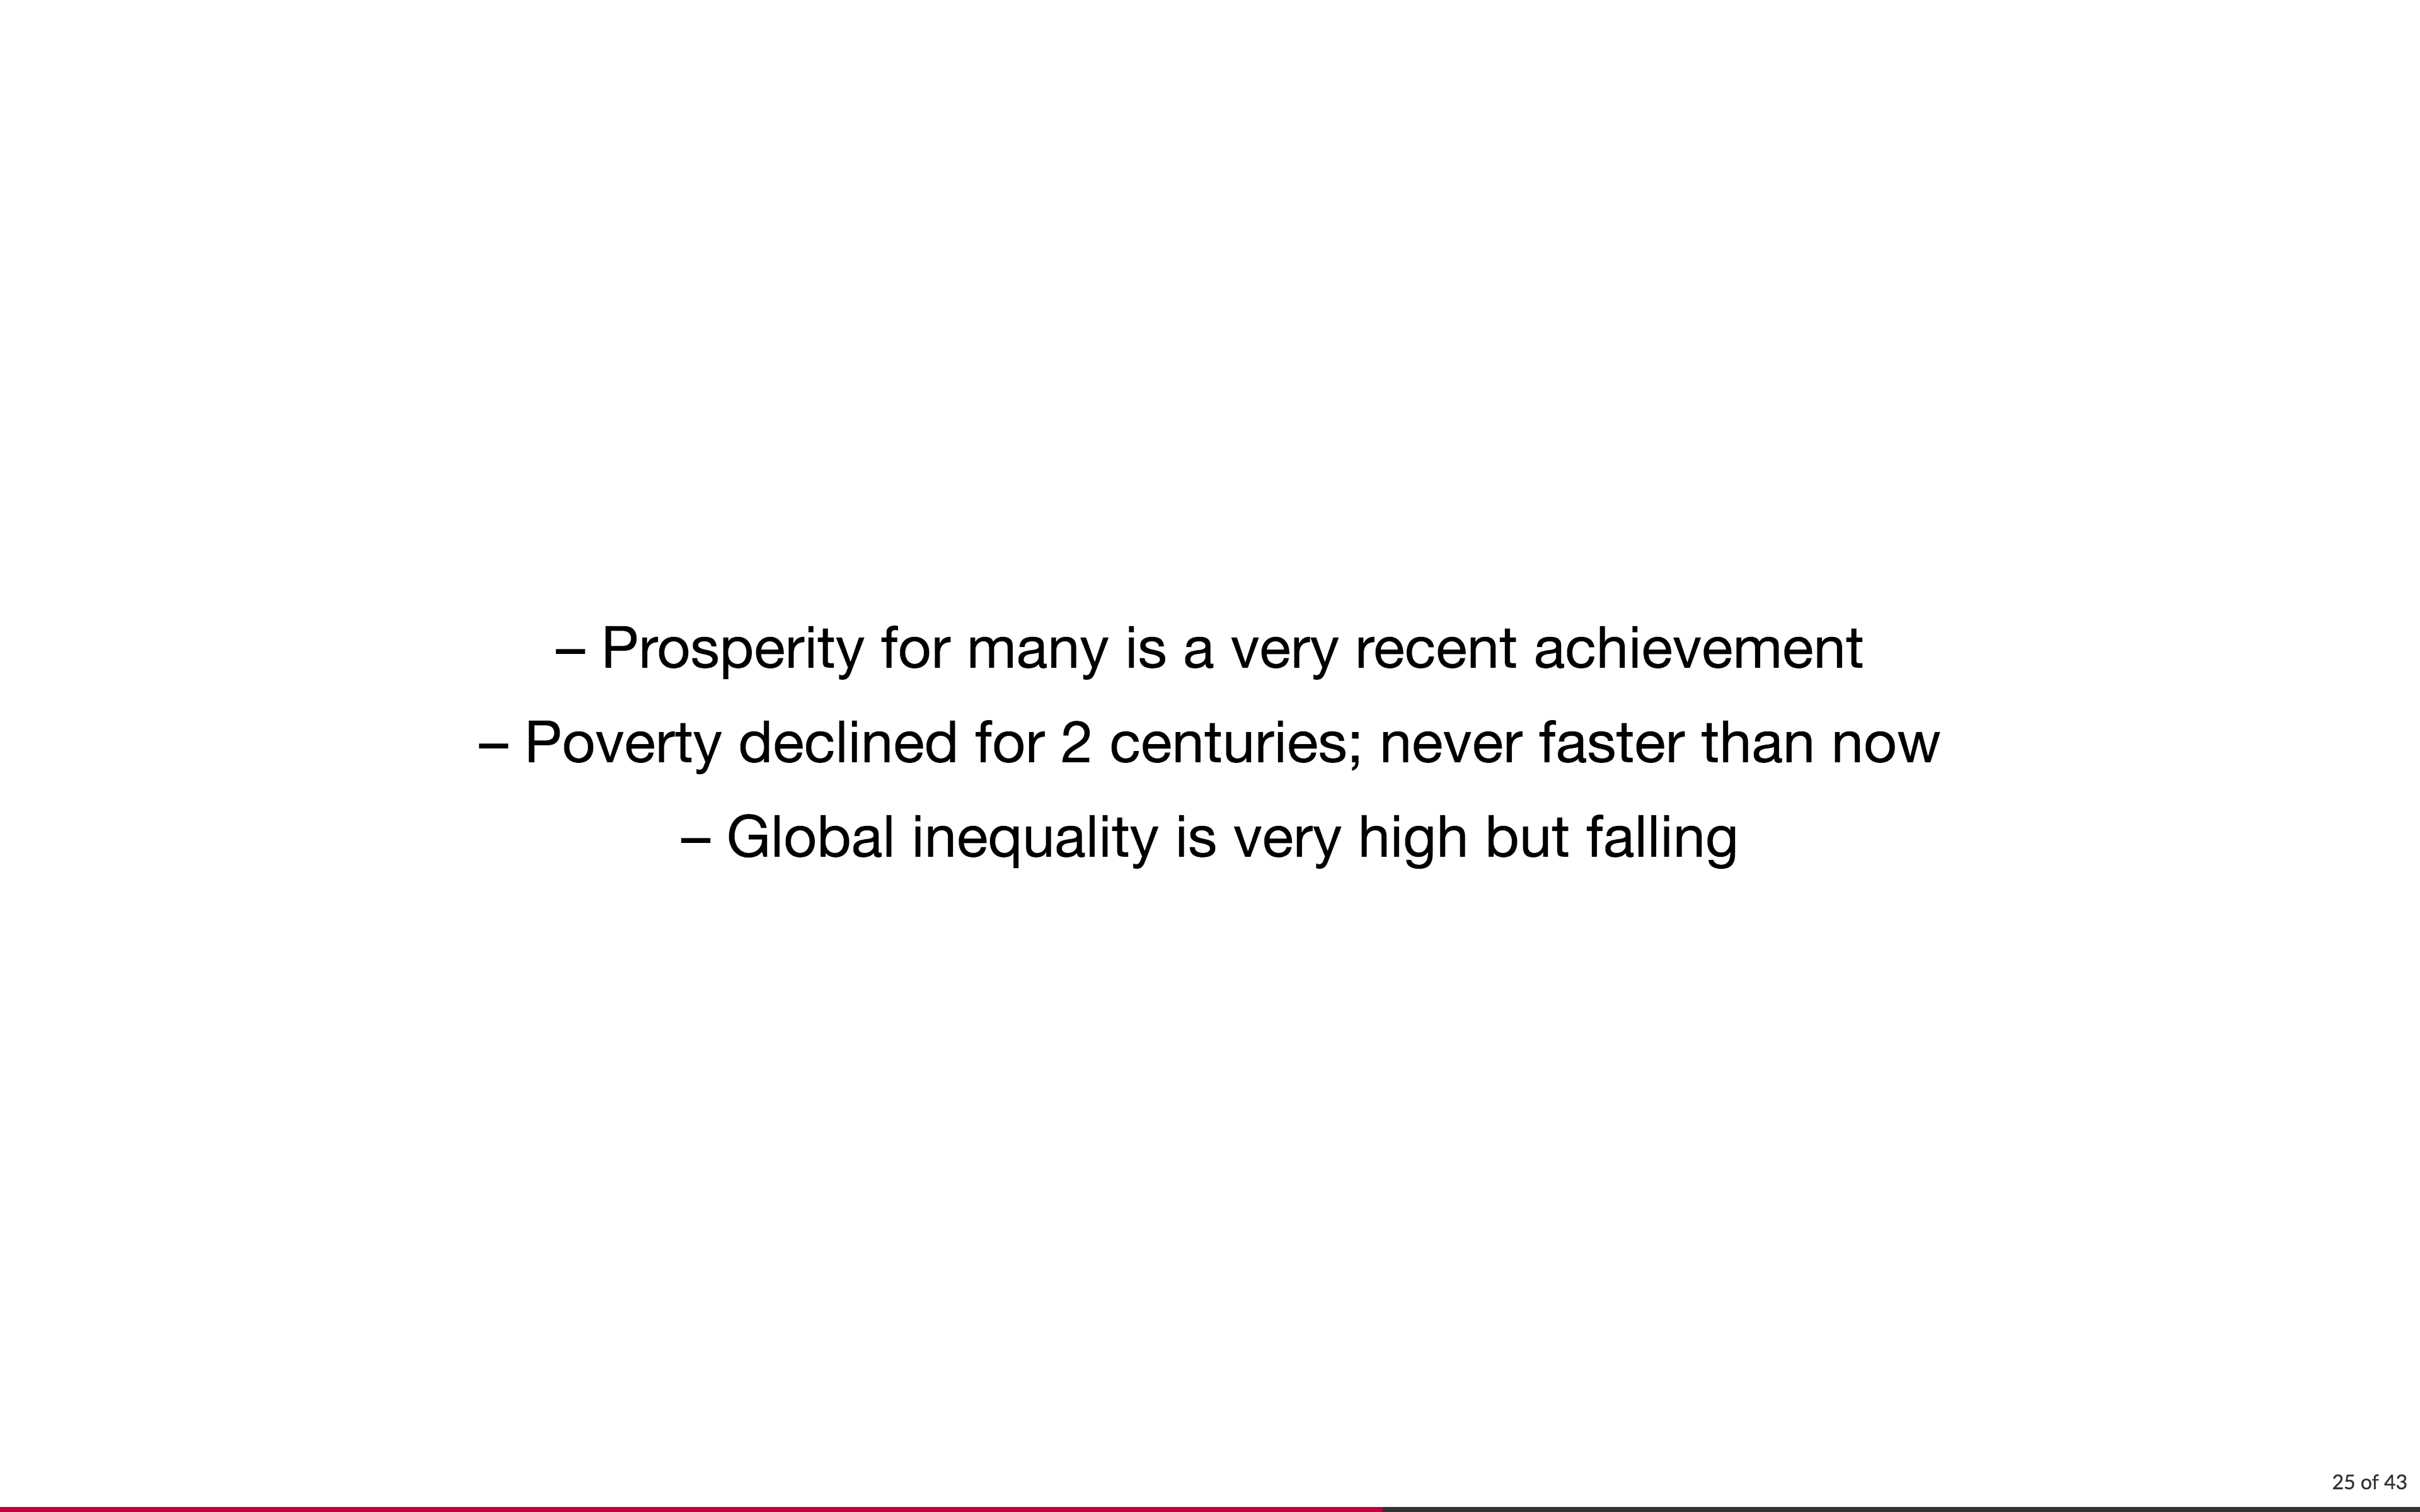 – Prosperity for many is a very recent achievement
– Poverty declined for 2 centuries; never faster than now
– Global inequality is very high but falling
25 of 43